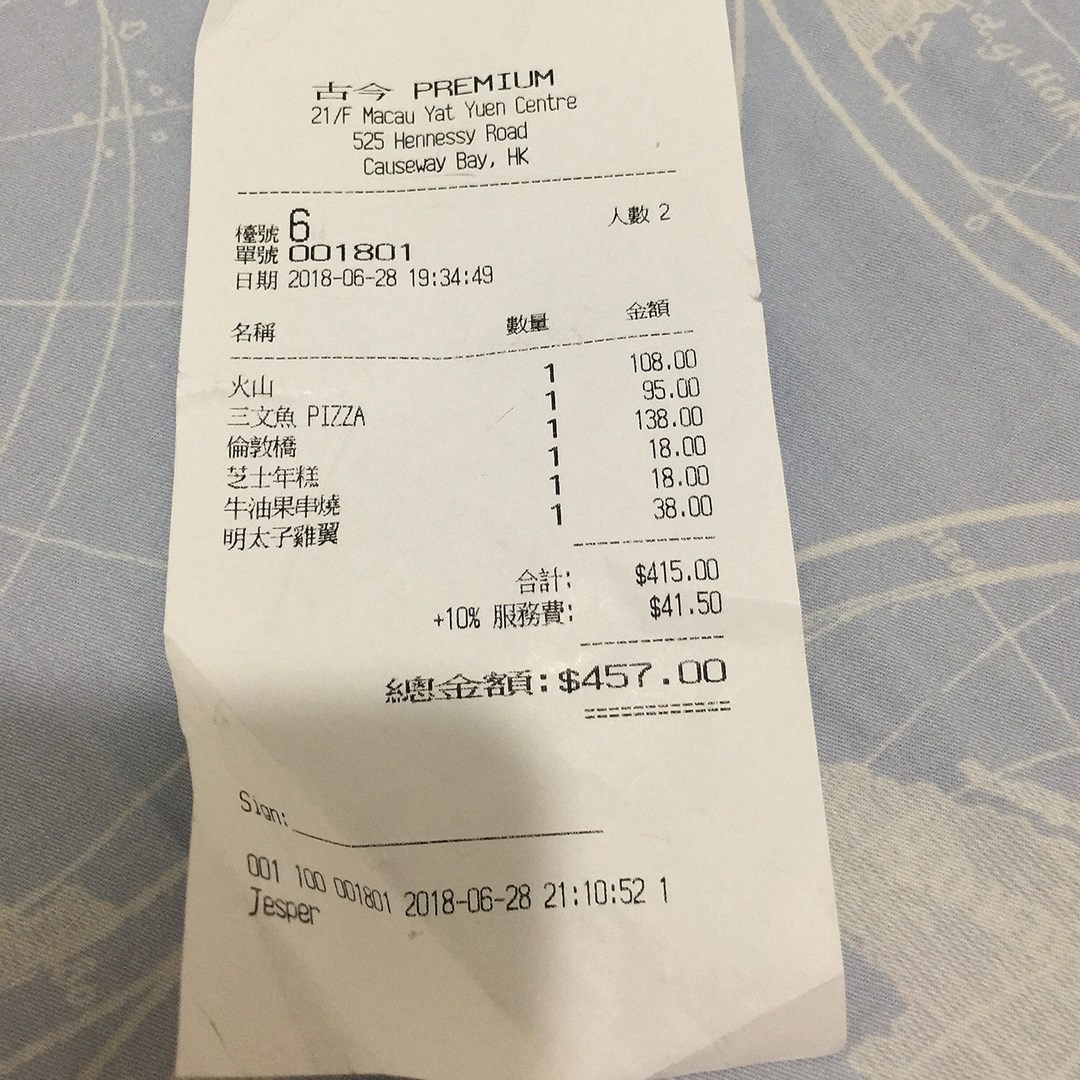 古今 PREMIUM
21/F Macau Yat Yuen Centre
525 Hennessy Road
Causeway Bay, HK
檯號 6 人數 2
單號 001801
日期 2018-06-28 19:34:49
名稱 數量 金額
火山 1 108.00
三文魚 PIZZA 1 95.00
倫敦橋 1 138.00
芝士年糕 1 18.00
牛油果串燒 1 18.00
明太子雞翼 1 38.00
合計: $415.00
+10% 服務費: $41.50
總金額:$457.00
Sign:
001 100 001801 2018-06-28 21:10:52 1
Jesper